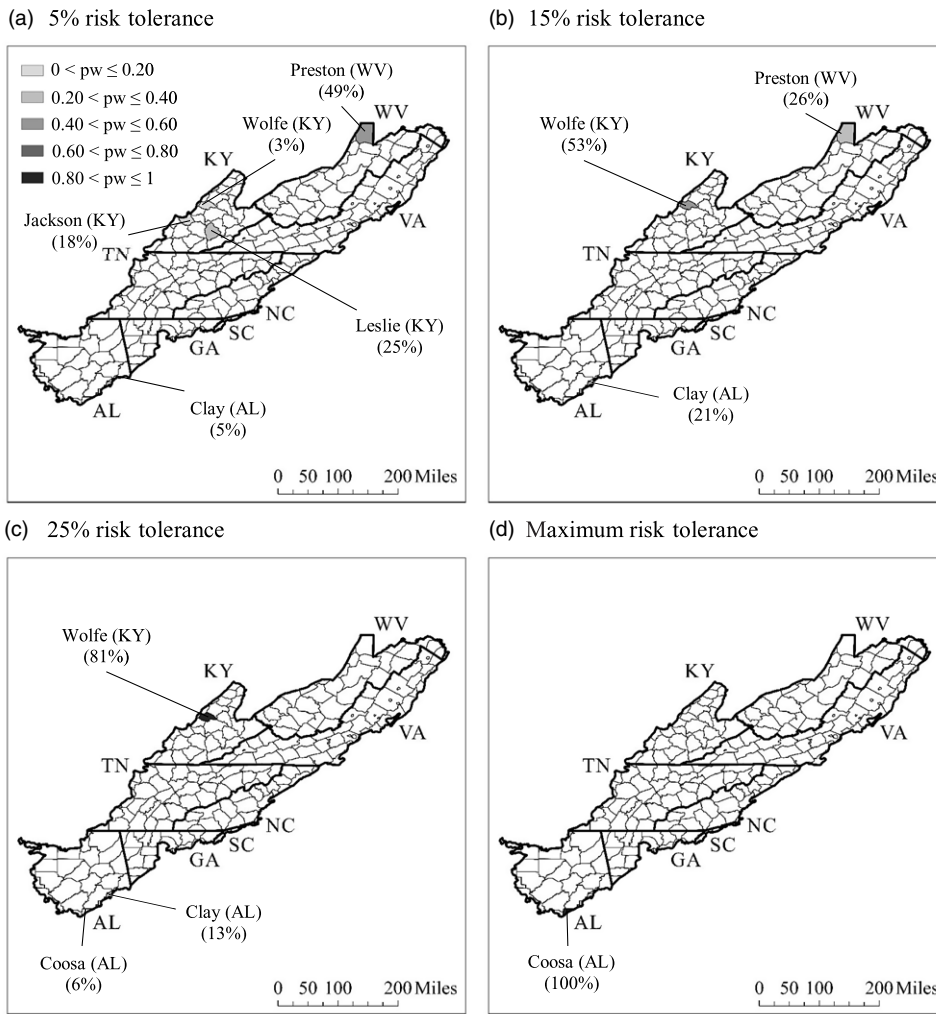 (a) 5% risk tolerance
0 < pw ≤ 0.20
0.20 < pw ≤ 0.40
0.40 < pw ≤ 0.60
0.60 < pw ≤ 0.80
0.80 < pw ≤ 1
Preston (WV)
(49%)
WV
Wolfe (KY)
(3%)
KY
Jackson (KY)
(18%)
VA
TN
NC
SC
Leslie (KY)
(25%)
GA
AL
Clay (AL)
(5%)
0 50 100 200 Miles
(b) 15% risk tolerance
Preston (WV)
(26%)
WV
Wolfe (KY)
(53%)
KY
VA
TN
NC
SC
GA
Clay (AL)
(21%)
AL
0 50 100 200 Miles
(c) 25% risk tolerance
WV
Wolfe (KY)
(81%)
KY
VA
TN
NC
SC
GA
Clay (AL)
(13%)
AL
Coosa (AL)
(6%)
0 50 100 200 Miles
(d) Maximum risk tolerance
WV
KY
VA
TN
NC
SC
GA
AL
Coosa (AL)
(100%)
0 50 100 200 Miles